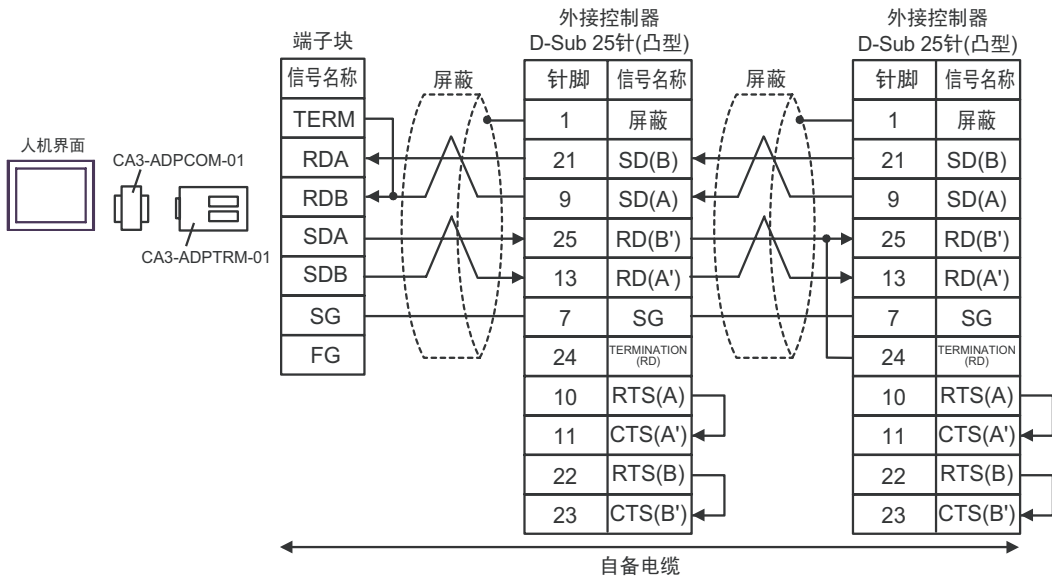 人机界面
CA3-ADPCOM-01
CA3-ADPTRM-01
端子块
信号名称
TERM
RDA
RDB
SDA
SDB
SG
FG
屏蔽
外接控制器
D-Sub 25针(凸型)
针脚 信号名称
1 屏蔽
21 SD(B)
9 SD(A)
25 RD(B')
13 RD(A')
7 SG
24 TERMINATION
(RD)
10 RTS(A)
11 CTS(A')
22 RTS(B)
23 CTS(B')
屏蔽
外接控制器
D-Sub 25针(凸型)
针脚 信号名称
1 屏蔽
21 SD(B)
9 SD(A)
25 RD(B')
13 RD(A')
7 SG
24 TERMINATION
(RD)
10 RTS(A)
11 CTS(A')
22 RTS(B)
23 CTS(B')
自备电缆